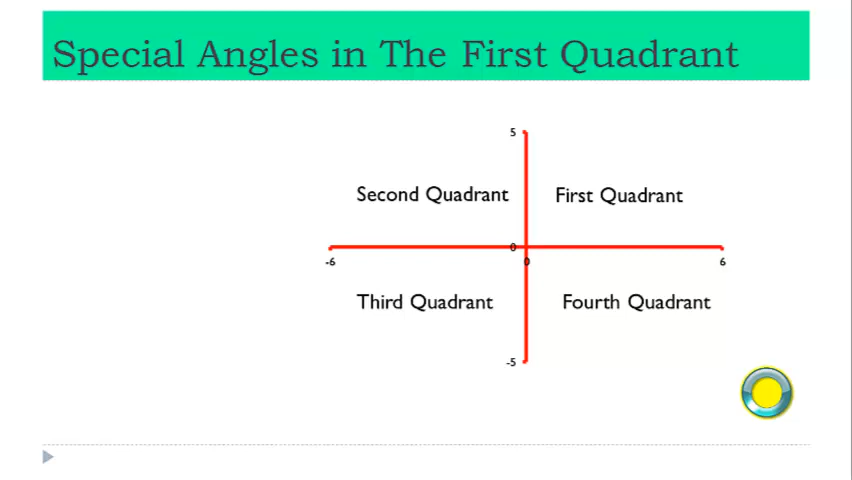 Special Angles in The First Quadrant
5
Second Quadrant First Quadrant
0
-6 0 6
Third Quadrant Fourth Quadrant
-5